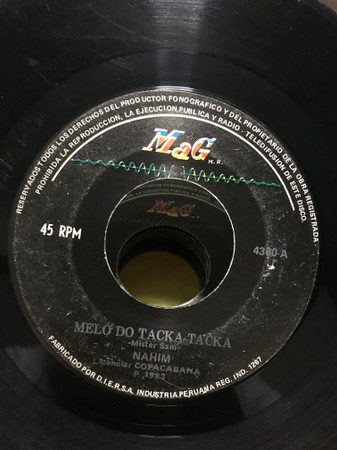 RESERVADOS TODOS LOS DERECHOS DEL PRODUCTOR FONOGRAFICO Y DEL PROPIETARIO DE LA OBRA REGISTRADA
PROHIBIDA LA REPRODUCCION, LA EJECUCION PUBLICA Y RADIO - TELEDIFUSION DE ESTE DISCO.
MaG
M.R.
MaG
45 RPM
4380-A
MELO DO TACKA-TACKA
-Mister Sam-
NAHIM
Licencia: COPACABANA
P 1983
FABRICADO POR: D.I.E.R.S.A. INDUSTRIA PERUANA REG. IND. 1267